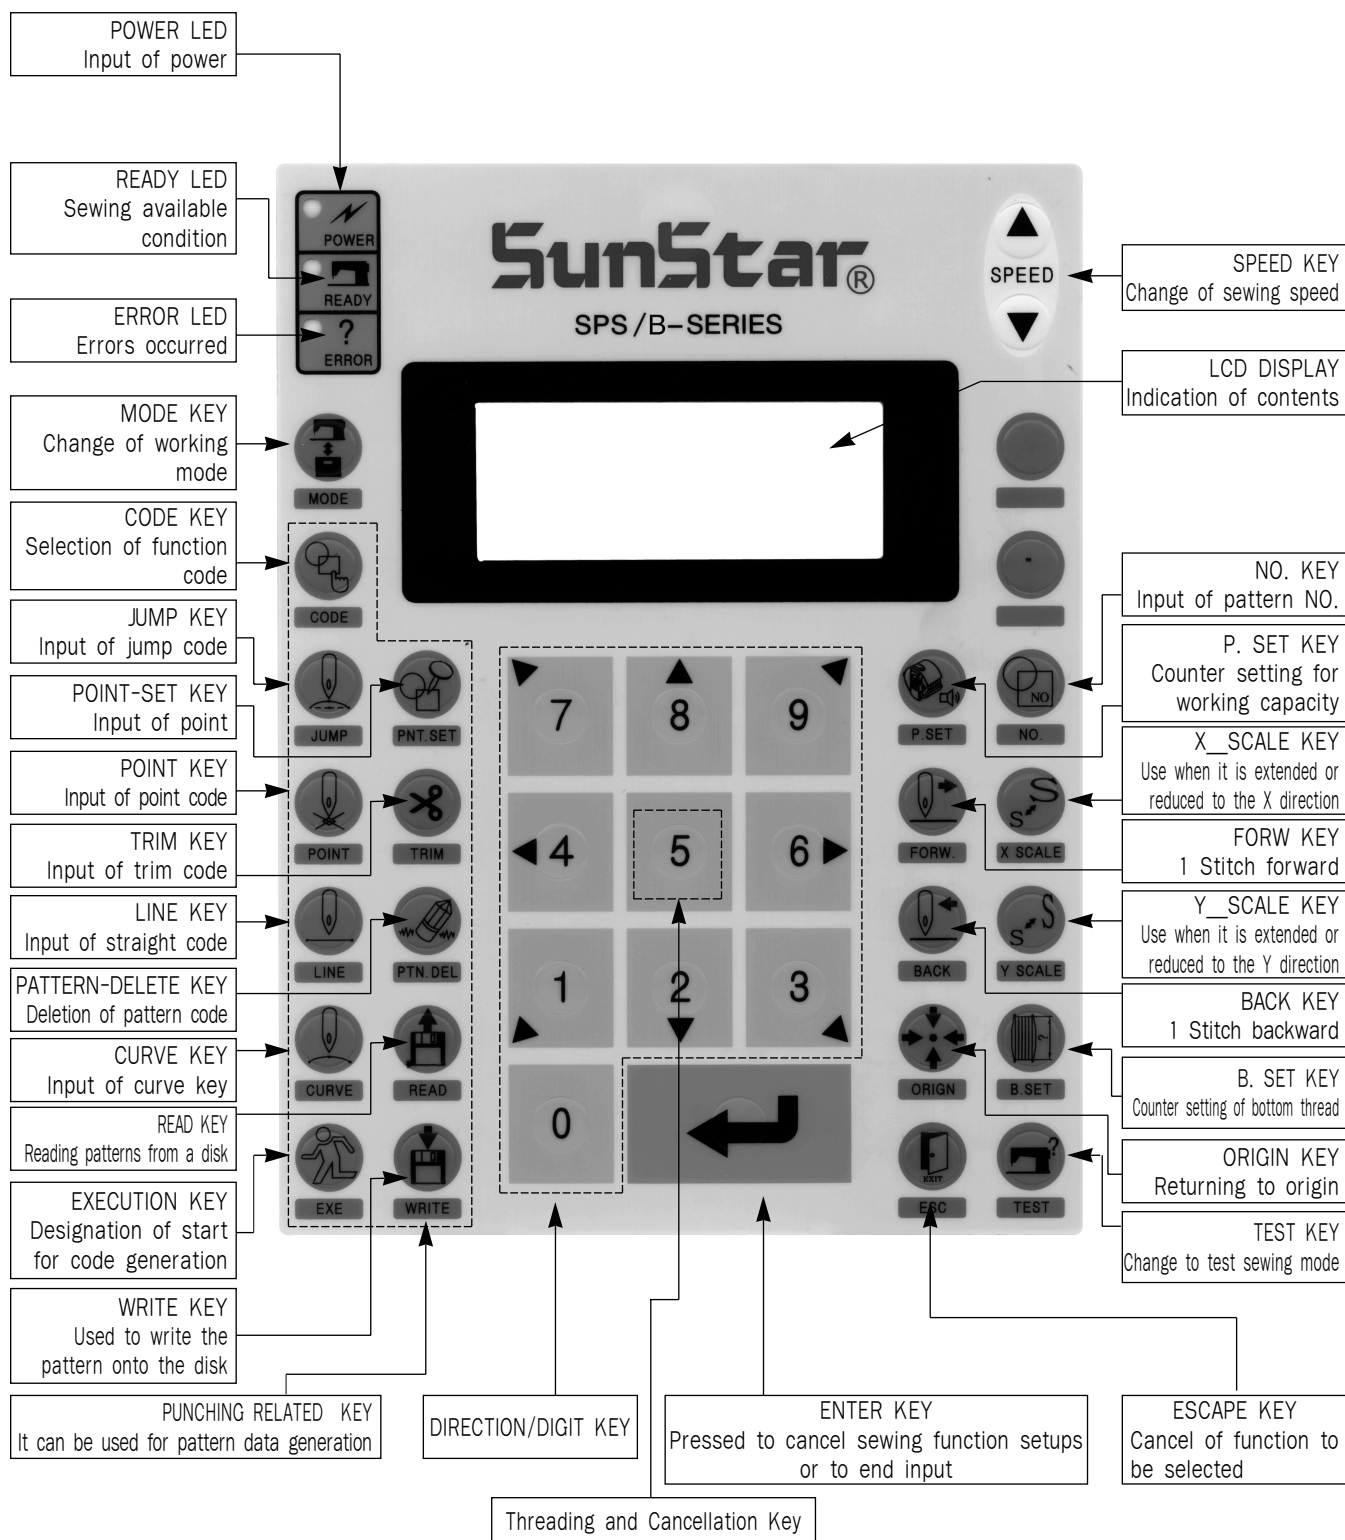 POWER LED
Input of power
READY LED
Sewing available
condition
ERROR LED
Errors occurred
MODE KEY
Change of working
mode
CODE KEY
Selection of function
code
JUMP KEY
Input of jump code
POINT-SET KEY
Input of point
POINT KEY
Input of point code
TRIM KEY
Input of trim code
LINE KEY
Input of straight code
PATTERN-DELETE KEY
Deletion of pattern code
CURVE KEY
Input of curve key
READ KEY
Reading patterns from a disk
EXECUTION KEY
Designation of start
for code generation
WRITE KEY
Used to write the
pattern onto the disk
PUNCHING RELATED KEY
It can be used for pattern data generation
DIRECTION/DIGIT KEY
Threading and Cancellation Key
ENTER KEY
Pressed to cancel sewing function setups
or to end input
ESCAPE KEY
Cancel of function to
be selected
SPEED KEY
Change of sewing speed
LCD DISPLAY
Indication of contents
NO. KEY
Input of pattern NO.
P. SET KEY
Counter setting for
working capacity
X__SCALE KEY
Use when it is extended or
reduced to the X direction
FORW KEY
1 Stitch forward
Y__SCALE KEY
Use when it is extended or
reduced to the Y direction
BACK KEY
1 Stitch backward
B. SET KEY
Counter setting of bottom thread
ORIGIN KEY
Returning to origin
TEST KEY
Change to test sewing mode
POWER
READY
?
ERROR
SunStar®
SPS/B-SERIES
SPEED
MODE
CODE
JUMP
PNT.SET
POINT
TRIM
LINE
PTN.DEL
CURVE
READ
EXE
WRITE
7 8 9
4 5 6
1 2 3
0
P.SET
NO
NO.
FORW.
S S
X SCALE
BACK
S S
Y SCALE
ORIGN
?
B.SET
EXIT
ESC
?
TEST